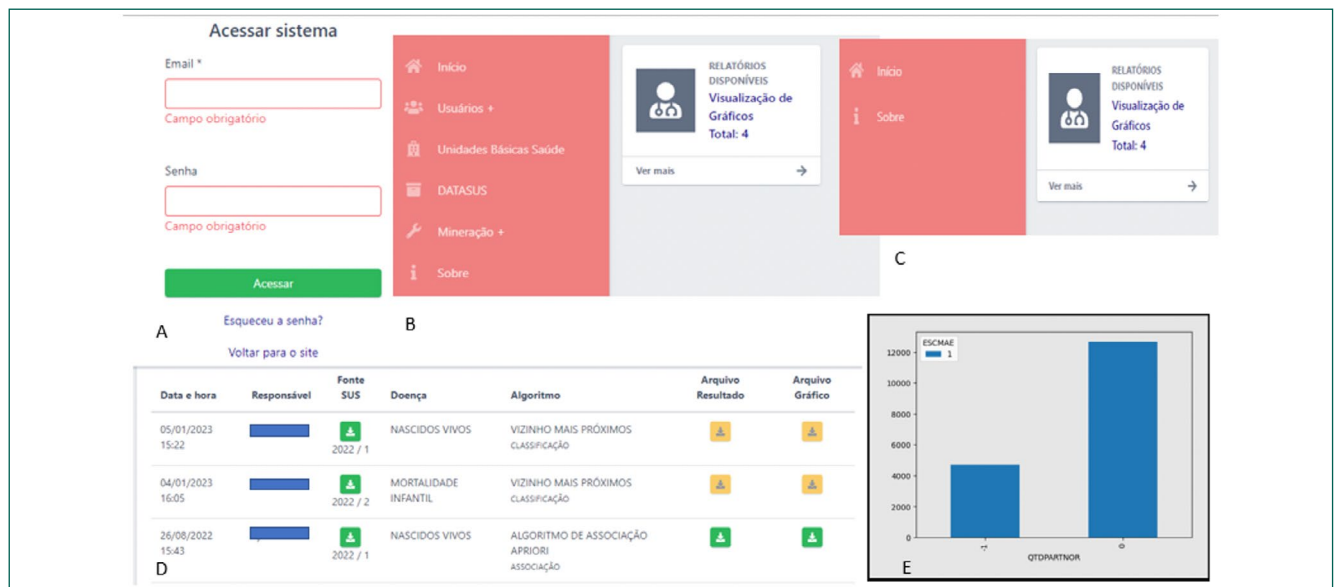 Acessar sistema
Email *
Campo obrigatório
Senha
Campo obrigatório
Acessar
Esqueceu a senha?
Voltar para o site
A
Início
Usuários +
Unidades Básicas Saúde
DATASUS
Mineração +
Sobre
RELATÓRIOS
DISPONÍVEIS
Visualização de
Gráficos
Total: 4
Ver mais
B
Início
Sobre
RELATÓRIOS
DISPONÍVEIS
Visualização de
Gráficos
Total: 4
Ver mais
C
Data e hora Responsável Fonte SUS Doença Algoritmo Arquivo Resultado Arquivo Gráfico
05/01/2023
15:22
2022 / 1
NASCIDOS VIVOS
VIZINHO MAIS PRÓXIMOS
CLASSIFICAÇÃO
04/01/2023
16:05
2022 / 2
MORTALIDADE
INFANTIL
VIZINHO MAIS PRÓXIMOS
CLASSIFICAÇÃO
26/08/2022
15:43
2022 / 1
NASCIDOS VIVOS
ALGORITMO DE ASSOCIAÇÃO
APRIORI
ASSOCIAÇÃO
D
ESCMAE
1
12000
10000
8000
6000
4000
2000
0
-1
0
QTDPARTNOR
E